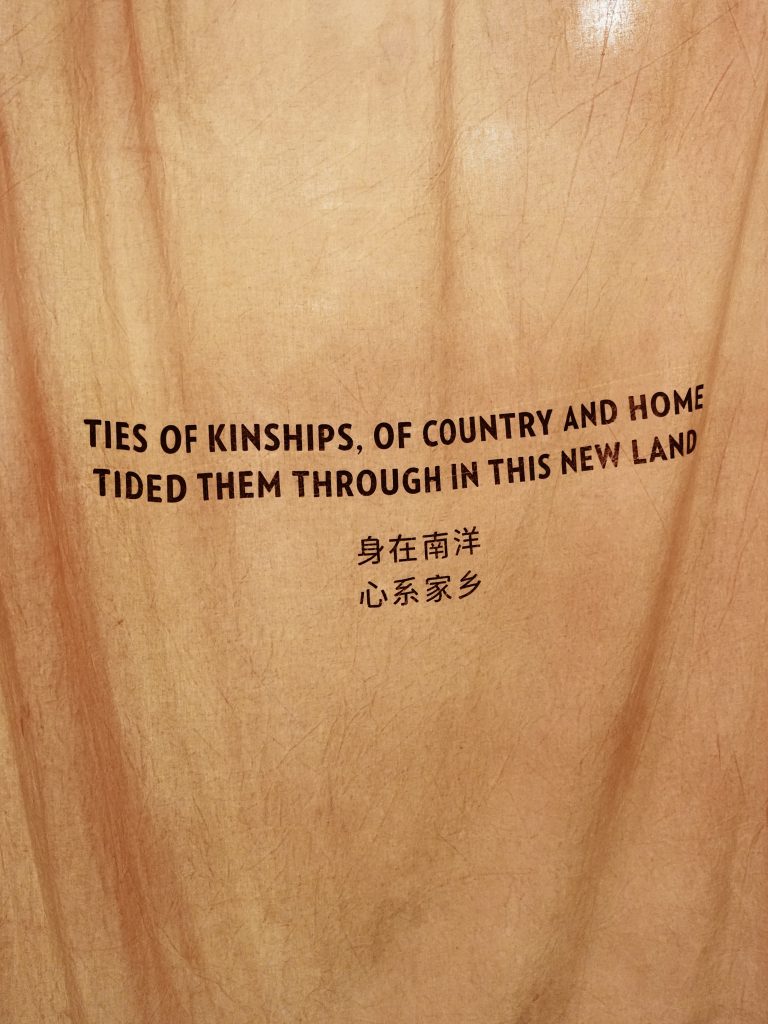 TIES OF KINSHIPS, OF COUNTRY AND HOME
TIDED THEM THROUGH IN THIS NEW LAND
身在南洋
心系家乡